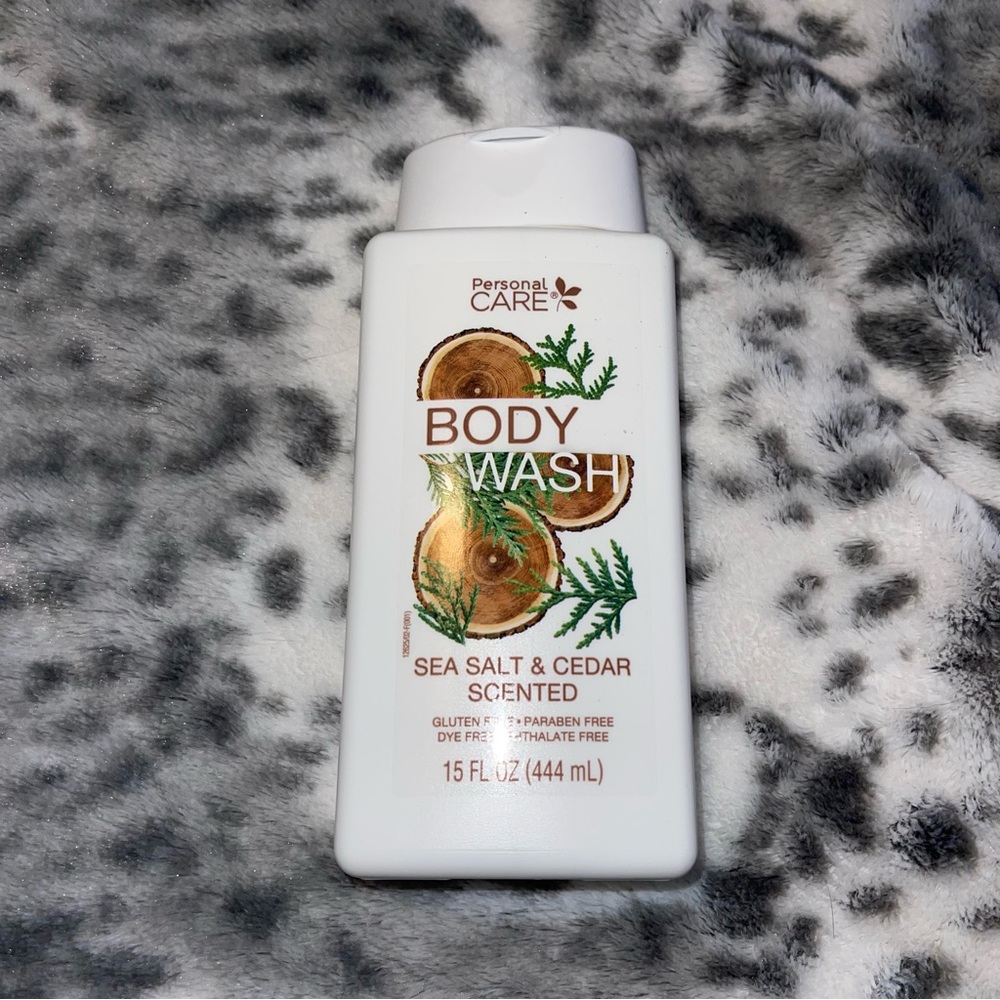 Personal
CARE®
BODY
WASH
SEA SALT & CEDAR
SCENTED
GLUTEN • PARABEN FREE
DYE FREE
15 FL OZ (444 mL)